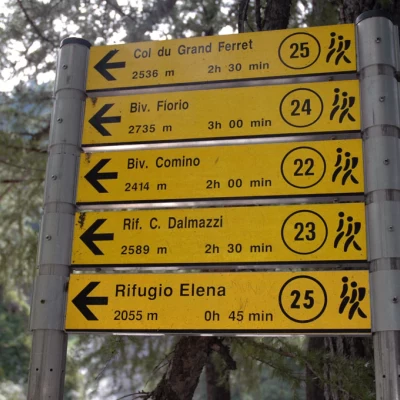 Col du Grand Ferret
2536 m 2h 30 min 25
Biv. Fiorio
2735 m 3h 00 min 24
Biv. Comino
2414 m 2h 00 min 22
Rif. C. Dalmazzi
2589 m 2h 30 min 23
Rifugio Elena
2055 m 0h 45 min 25